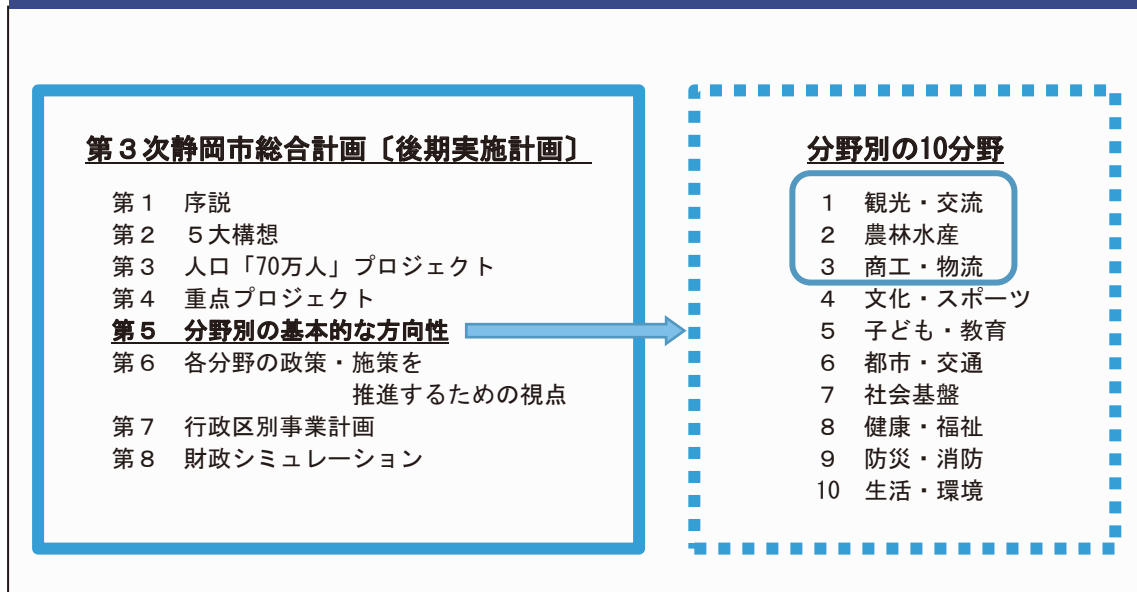 第３次静岡市総合計画〔後期実施計画〕
第１　序説
第２　５大構想
第３　人口「70万人」プロジェクト
第４　重点プロジェクト
第５　分野別の基本的な方向性
第６　各分野の政策・施策を
推進するための視点
第７　行政区別事業計画
第８　財政シミュレーション
分野別の10分野
１　観光・交流
２　農林水産
３　商工・物流
４　文化・スポーツ
５　子ども・教育
６　都市・交通
７　社会基盤
８　健康・福祉
９　防災・消防
10　生活・環境